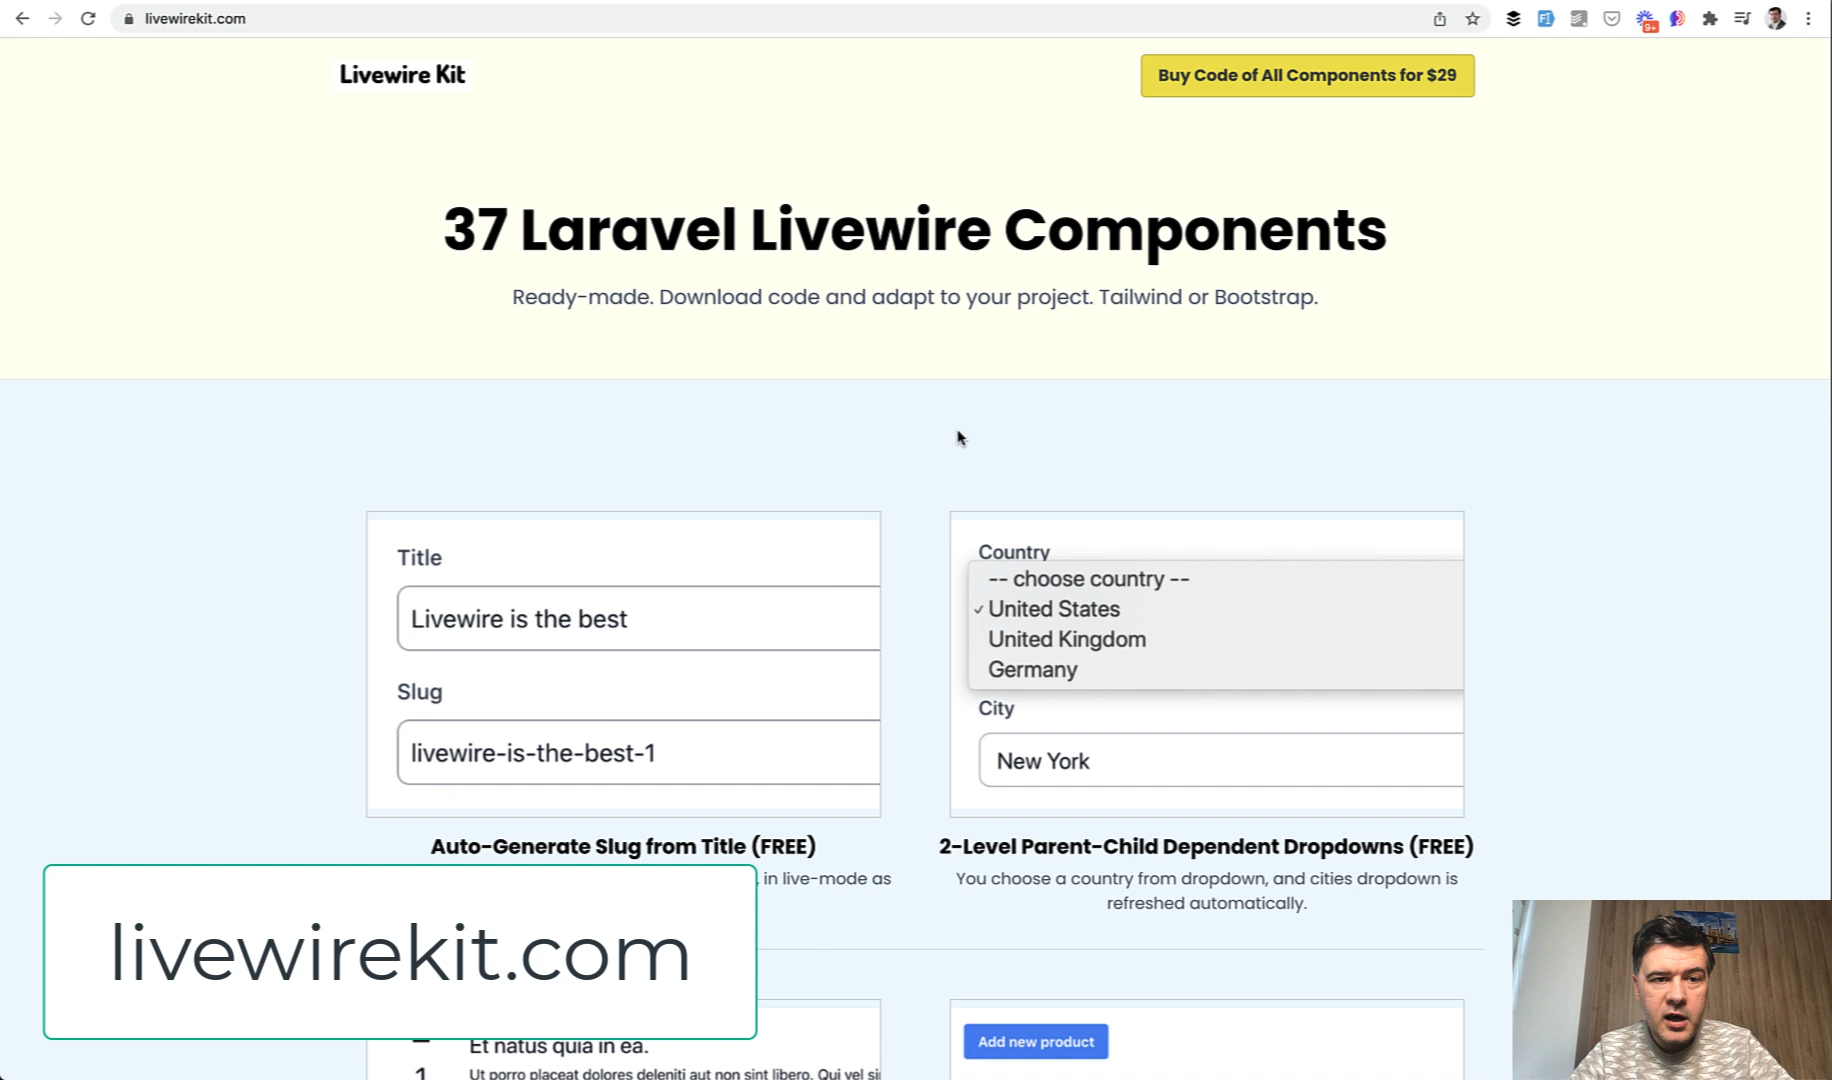 livewirekit.com
9+
Livewire Kit
Buy Code of All Components for $29
37 Laravel Livewire Components
Ready-made. Download code and adapt to your project. Tailwind or Bootstrap.
Title
Livewire is the best
Slug
livewire-is-the-best-1
Country
-- choose country --
United States
United Kingdom
Germany
City
New York
Auto-Generate Slug from Title (FREE)
in live-mode as
2-Level Parent-Child Dependent Dropdowns (FREE)
You choose a country from dropdown, and cities dropdown is
refreshed automatically.
livewirekit.com
Et natus quia in ea.
1
Ut porro placeat dolores deleniti aut non sint libero. Qui vel
Add new product